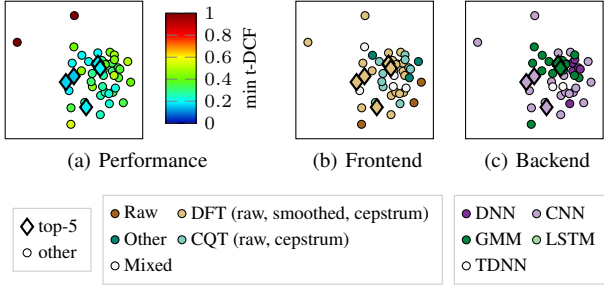 1
0.8
0.6
0.4
0.2
0
min t-DCF
(a) Performance
(b) Frontend
(c) Backend
top-5
other
Raw
DFT (raw, smoothed, cepstrum)
Other
CQT (raw, cepstrum)
Mixed
DNN
CNN
GMM
LSTM
TDNN